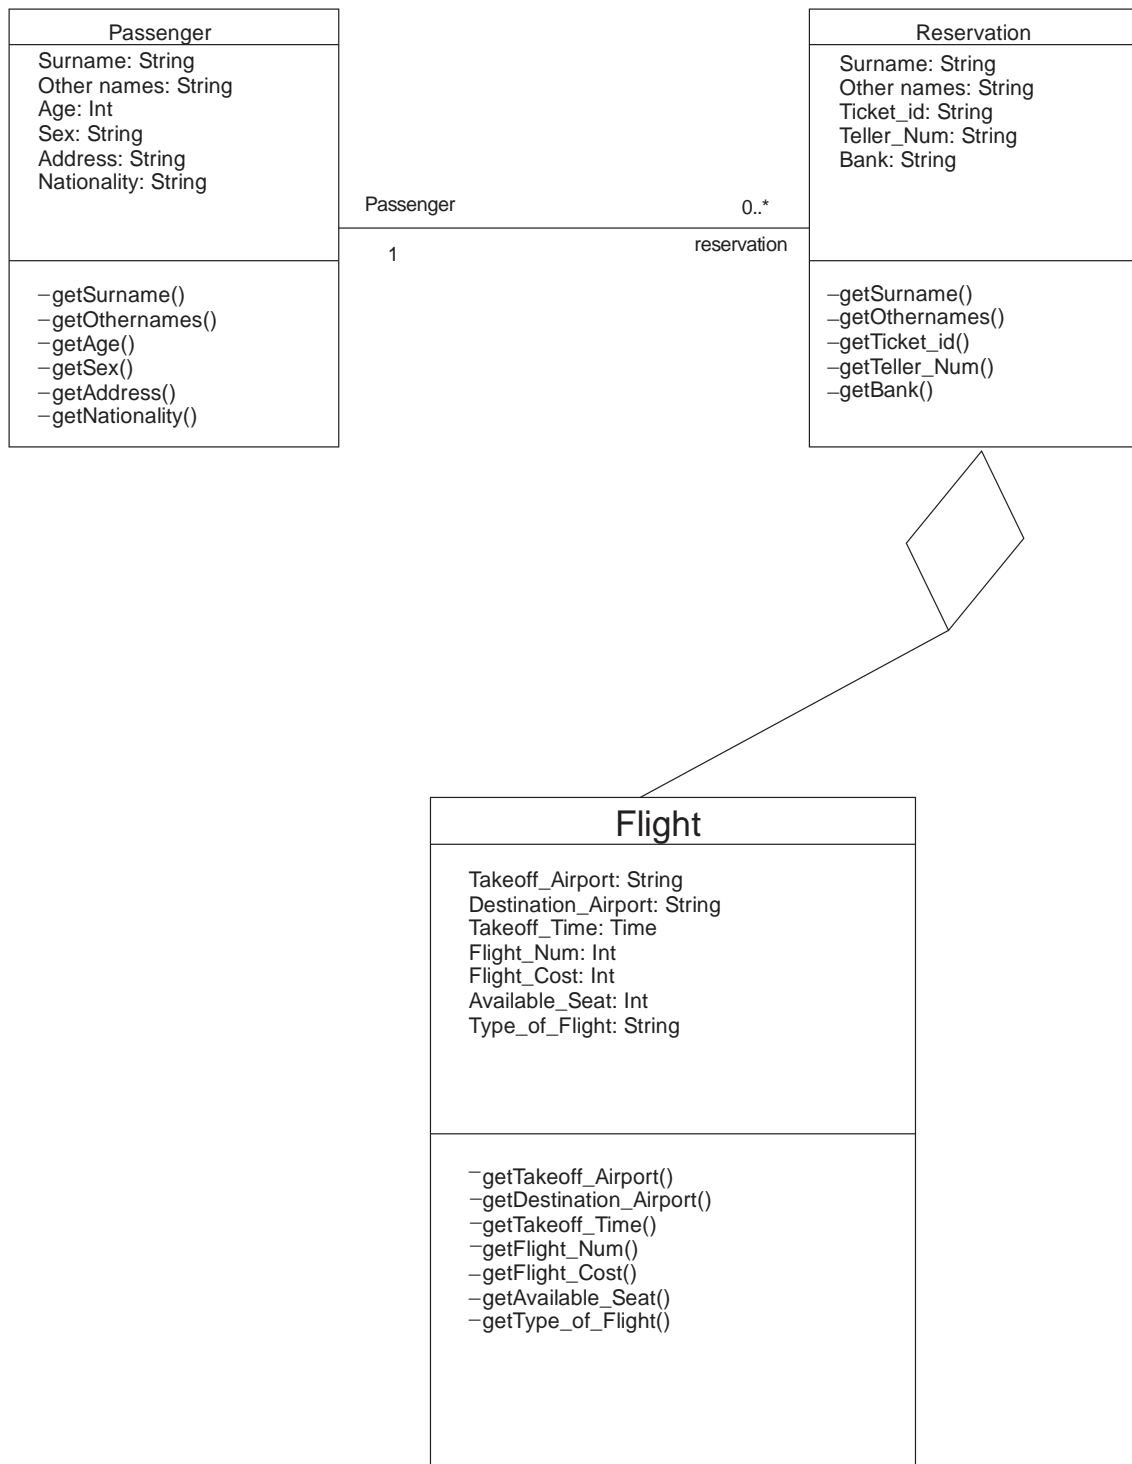 Passenger
Surname: String
Other names: String
Age: Int
Sex: String
Address: String
Nationality: String
–getSurname()
–getOthernames()
–getAge()
–getSex()
–getAddress()
–getNationality()
Passenger
1
0..*
reservation
Reservation
Surname: String
Other names: String
Ticket_id: String
Teller_Num: String
Bank: String
–getSurname()
–getOthernames()
–getTicket_id()
–getTeller_Num()
–getBank()
Flight
Takeoff_Airport: String
Destination_Airport: String
Takeoff_Time: Time
Flight_Num: Int
Flight_Cost: Int
Available_Seat: Int
Type_of_Flight: String
–getTakeoff_Airport()
–getDestination_Airport()
–getTakeoff_Time()
–getFlight_Num()
–getFlight_Cost()
–getAvailable_Seat()
–getType_of_Flight()